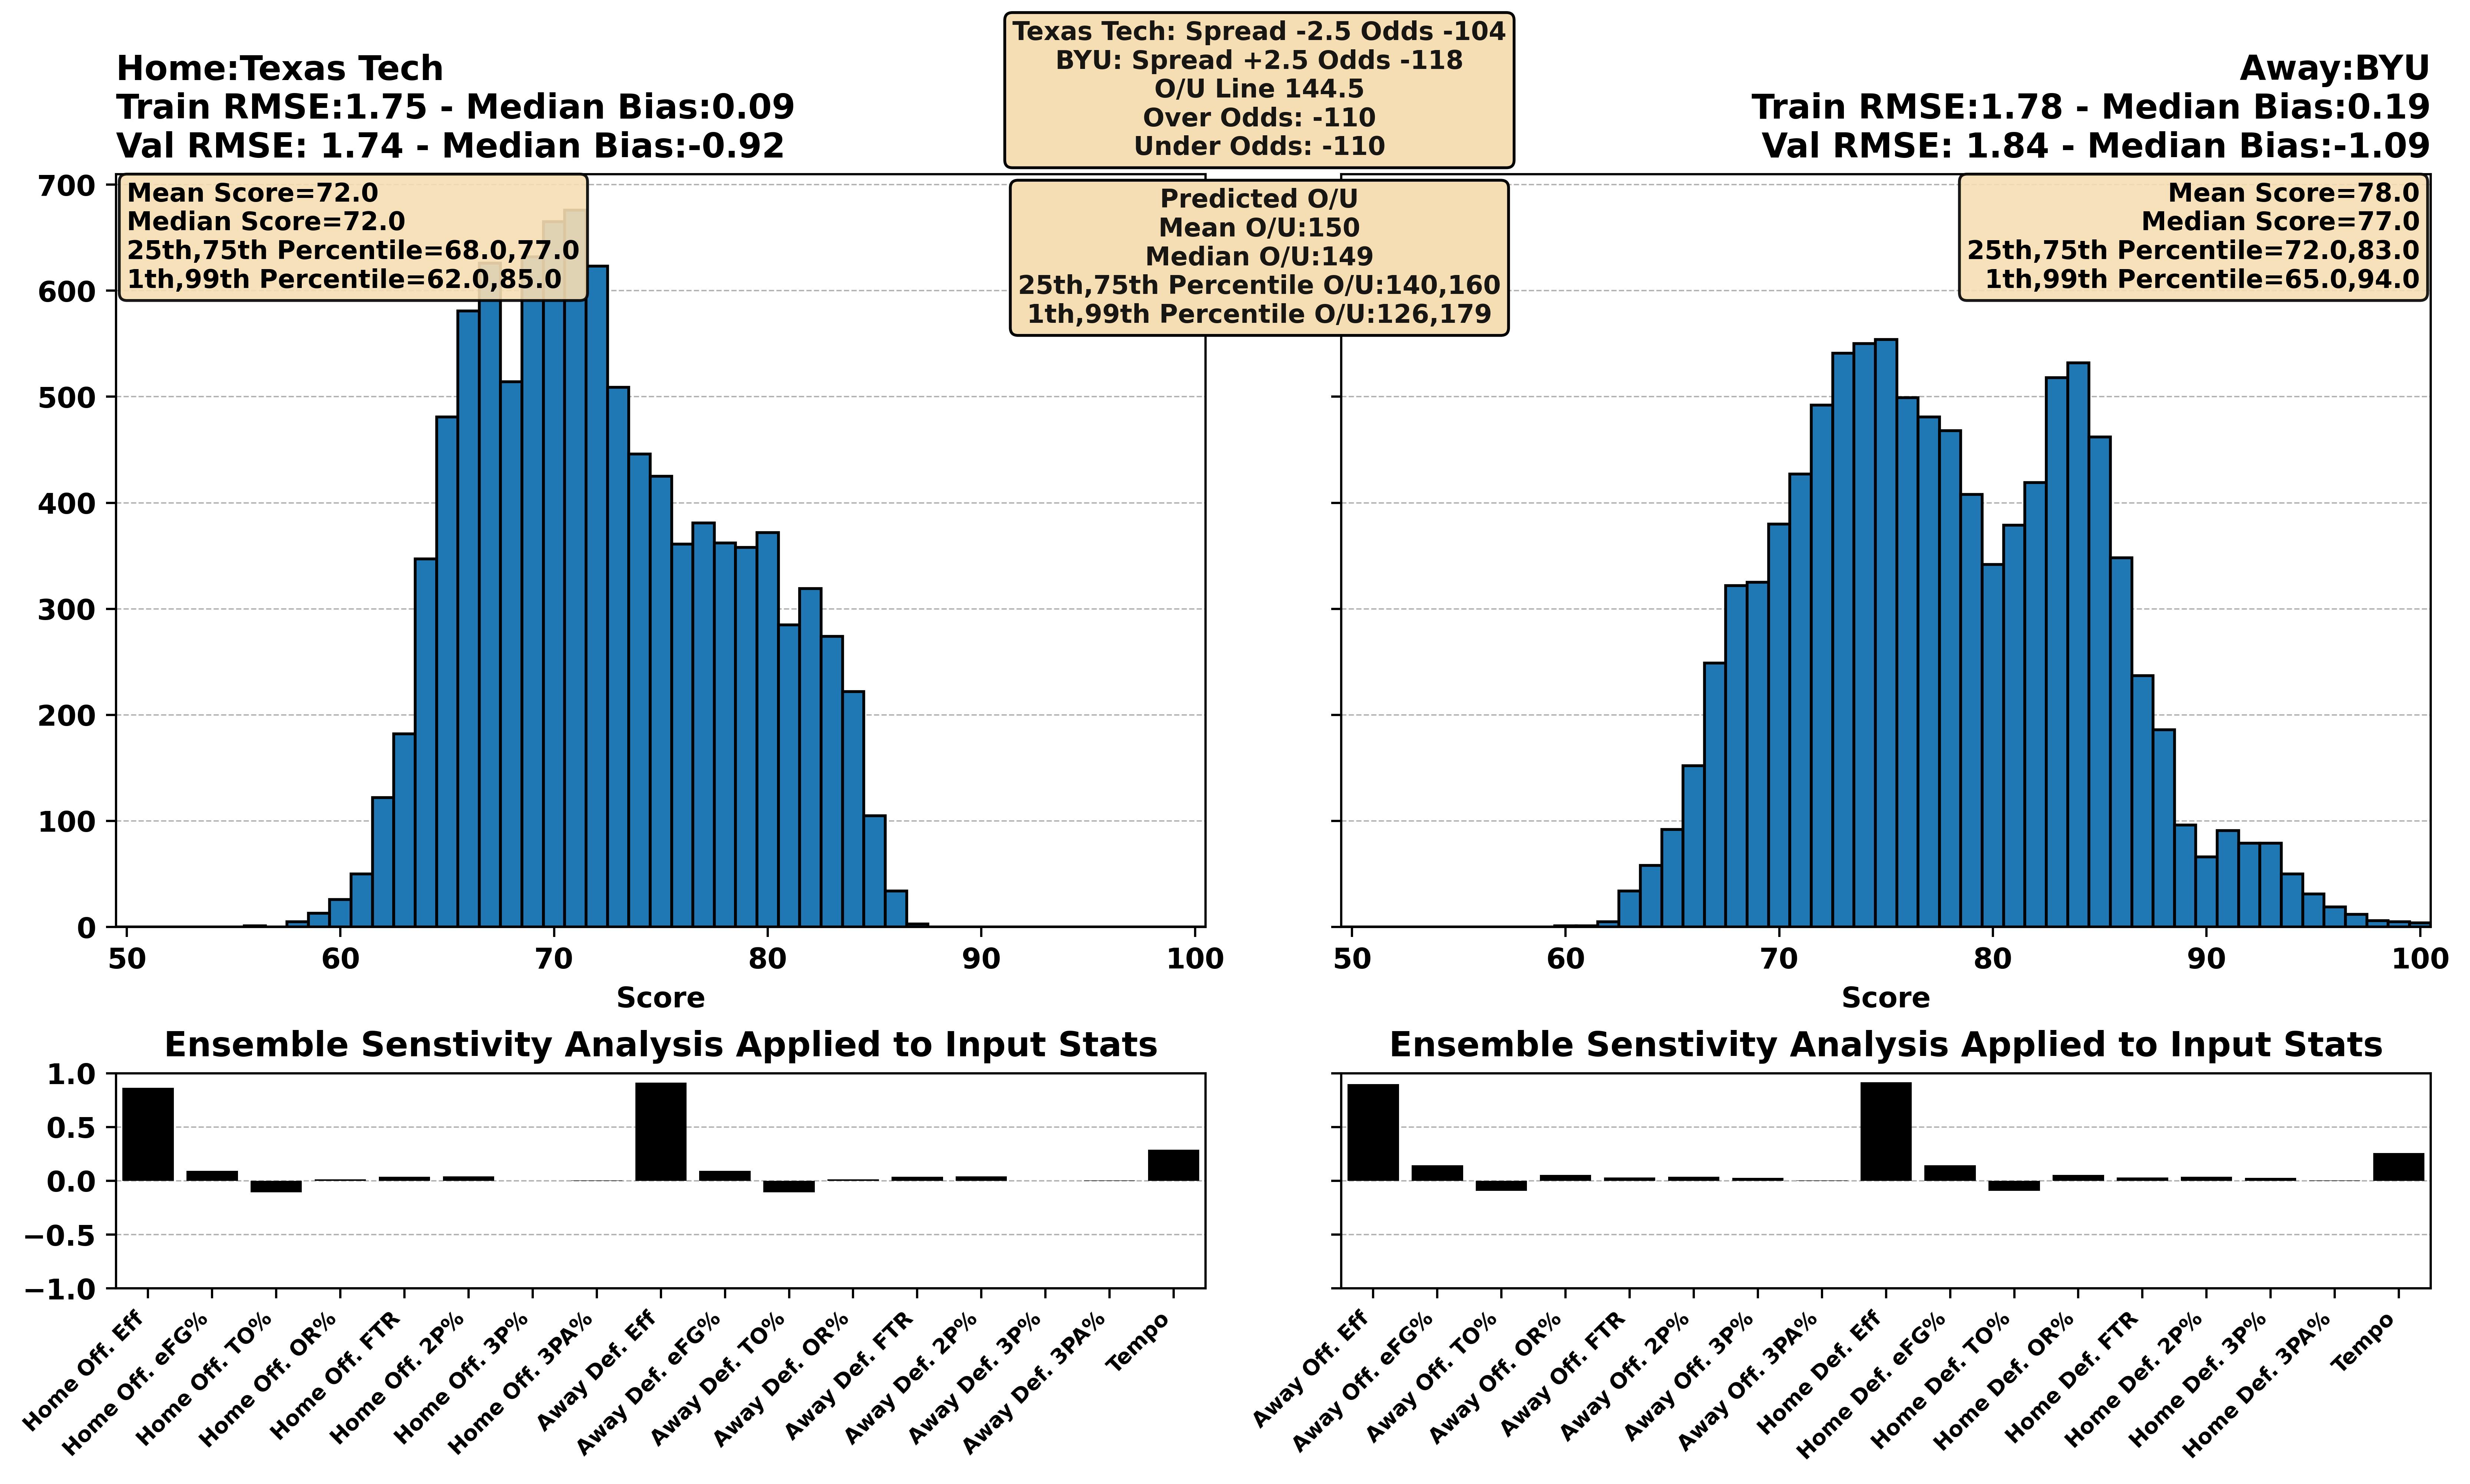 Texas Tech: Spread -2.5 Odds -104
BYU: Spread +2.5 Odds -118
O/U Line 144.5
Over Odds: -110
Under Odds: -110
Home:Texas Tech
Train RMSE:1.75 - Median Bias:0.09
Val RMSE: 1.74 - Median Bias:-0.92
Away:BYU
Train RMSE:1.78 - Median Bias:0.19
Val RMSE: 1.84 - Median Bias:-1.09
Mean Score=72.0
Median Score=72.0
25th,75th Percentile=68.0,77.0
1th,99th Percentile=62.0,85.0
Predicted O/U
Mean O/U:150
Median O/U:149
25th,75th Percentile O/U:140,160
1th,99th Percentile O/U:126,179
Mean Score=78.0
Median Score=77.0
25th,75th Percentile=72.0,83.0
1th,99th Percentile=65.0,94.0
700
600
500
400
300
200
100
0
50 60 70 80 90 100
Score
50 60 70 80 90 100
Score
Ensemble Senstivity Analysis Applied to Input Stats
1.0
0.5
0.0
−0.5
−1.0
Home Off. Eff
Home Off. eFG%
Home Off. TO%
Home Off. OR%
Home Off. FTR
Home Off. 2P%
Home Off. 3P%
Home Off. 3PA%
Away Def. Eff
Away Def. eFG%
Away Def. TO%
Away Def. OR%
Away Def. FTR
Away Def. 2P%
Away Def. 3P%
Away Def. 3PA%
Tempo
Ensemble Senstivity Analysis Applied to Input Stats
Away Off. Eff
Away Off. eFG%
Away Off. TO%
Away Off. OR%
Away Off. FTR
Away Off. 2P%
Away Off. 3P%
Away Off. 3PA%
Home Def. Eff
Home Def. eFG%
Home Def. TO%
Home Def. OR%
Home Def. FTR
Home Def. 2P%
Home Def. 3P%
Home Def. 3PA%
Tempo